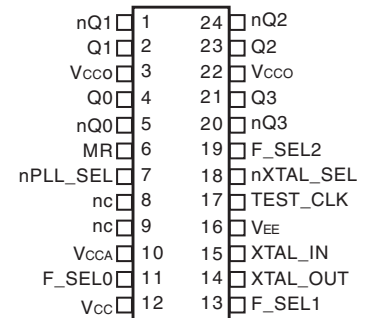 nQ1 1 24 nQ2
Q1 2 23 Q2
VCCO 3 22 VCCO
Q0 4 21 Q3
nQ0 5 20 nQ3
MR 6 19 F_SEL2
nPLL_SEL 7 18 nXTAL_SEL
nc 8 17 TEST_CLK
nc 9 16 VEE
VCCA 10 15 XTAL_IN
F_SEL0 11 14 XTAL_OUT
VCC 12 13 F_SEL1